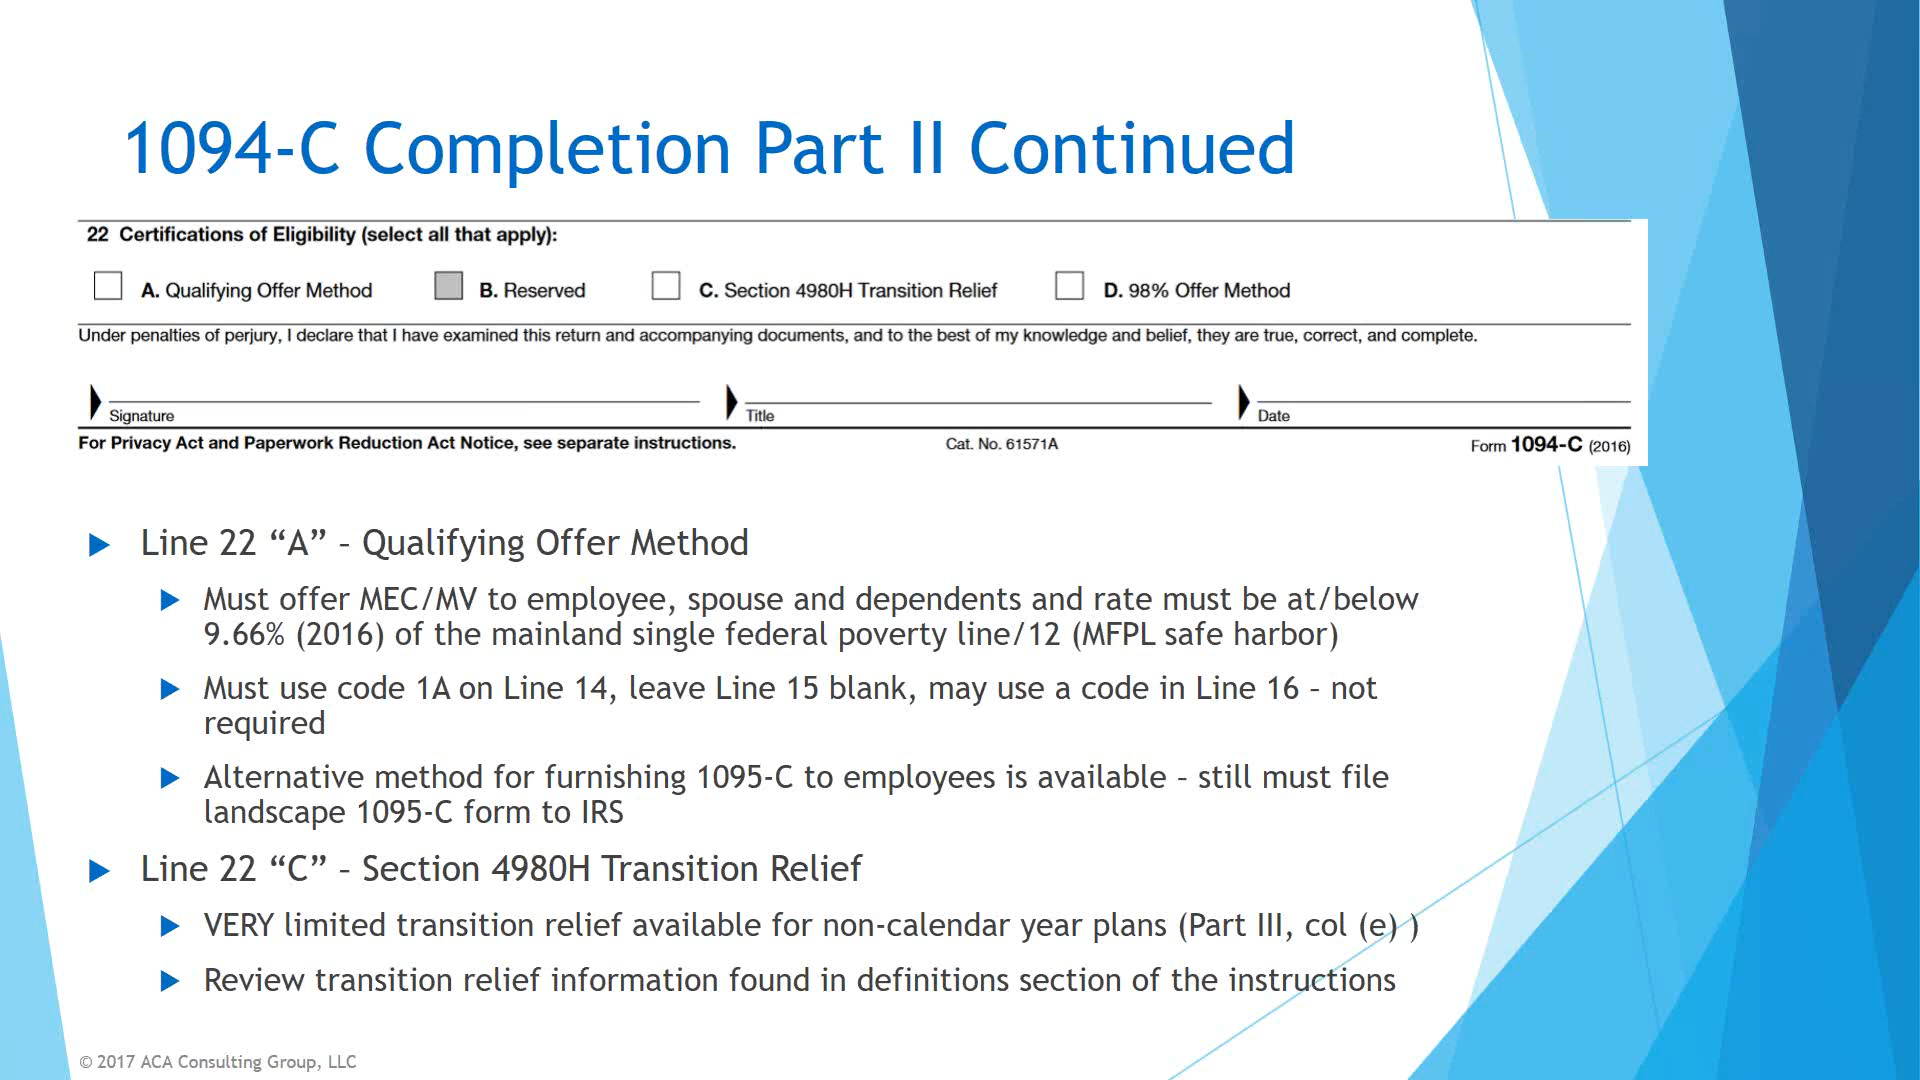 1094-C Completion Part II Continued
22 Certifications of Eligibility (select all that apply):
A. Qualifying Offer Method B. Reserved C. Section 4980H Transition Relief D. 98% Offer Method
Under penalties of perjury, I declare that I have examined this return and accompanying documents, and to the best of my knowledge and belief, they are true, correct, and complete.
Signature Title Date
For Privacy Act and Paperwork Reduction Act Notice, see separate instructions. Cat. No. 61571A Form 1094-C (2016)
Line 22 “A” – Qualifying Offer Method
Must offer MEC/MV to employee, spouse and dependents and rate must be at/below
9.66% (2016) of the mainland single federal poverty line/12 (MFPL safe harbor)
Must use code 1A on Line 14, leave Line 15 blank, may use a code in Line 16 – not
required
Alternative method for furnishing 1095-C to employees is available – still must file
landscape 1095-C form to IRS
Line 22 “C” – Section 4980H Transition Relief
VERY limited transition relief available for non-calendar year plans (Part III, col (e) )
Review transition relief information found in definitions section of the instructions
© 2017 ACA Consulting Group, LLC